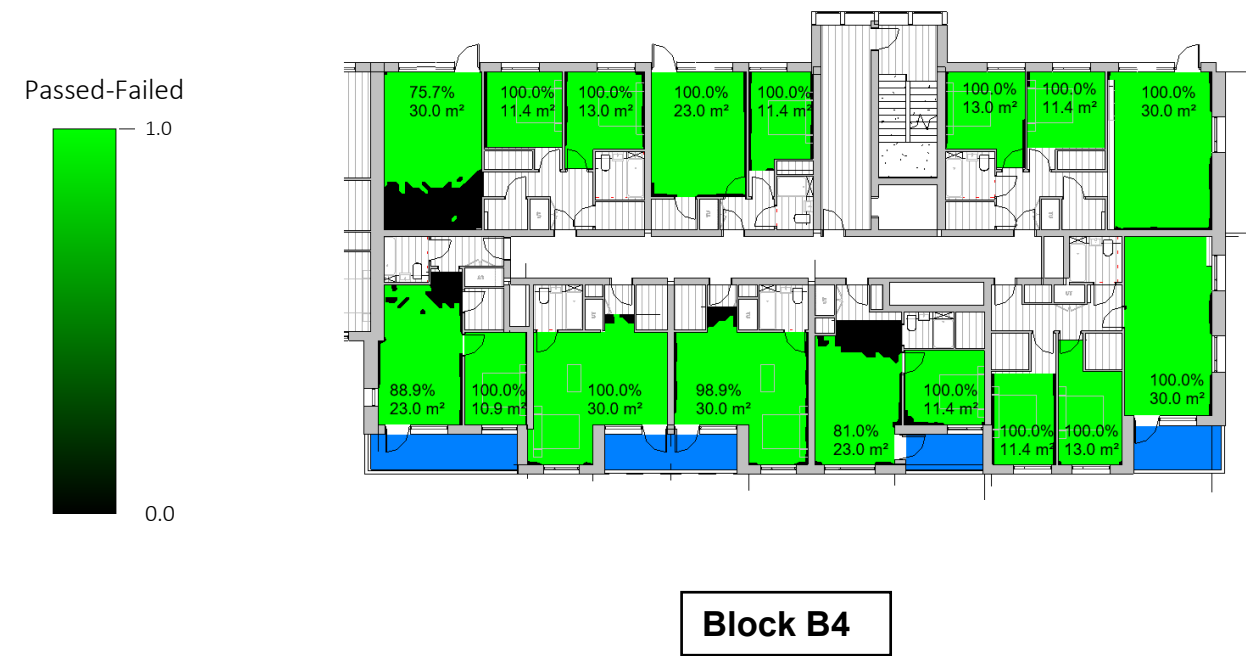 Passed-Failed
1.0
0.0
75.7%
30.0 m²
100.0%
11.4 m²
100.0%
13.0 m²
100.0%
23.0 m²
100.0%
11.4 m²
100.0%
13.0 m²
100.0%
11.4 m²
100.0%
30.0 m²
88.9%
23.0 m²
100.0%
10.9 m²
100.0%
30.0 m²
98.9%
30.0 m²
81.0%
23.0 m²
100.0%
11.4 m²
100.0%
11.4 m²
100.0%
13.0 m²
100.0%
30.0 m²
Block B4